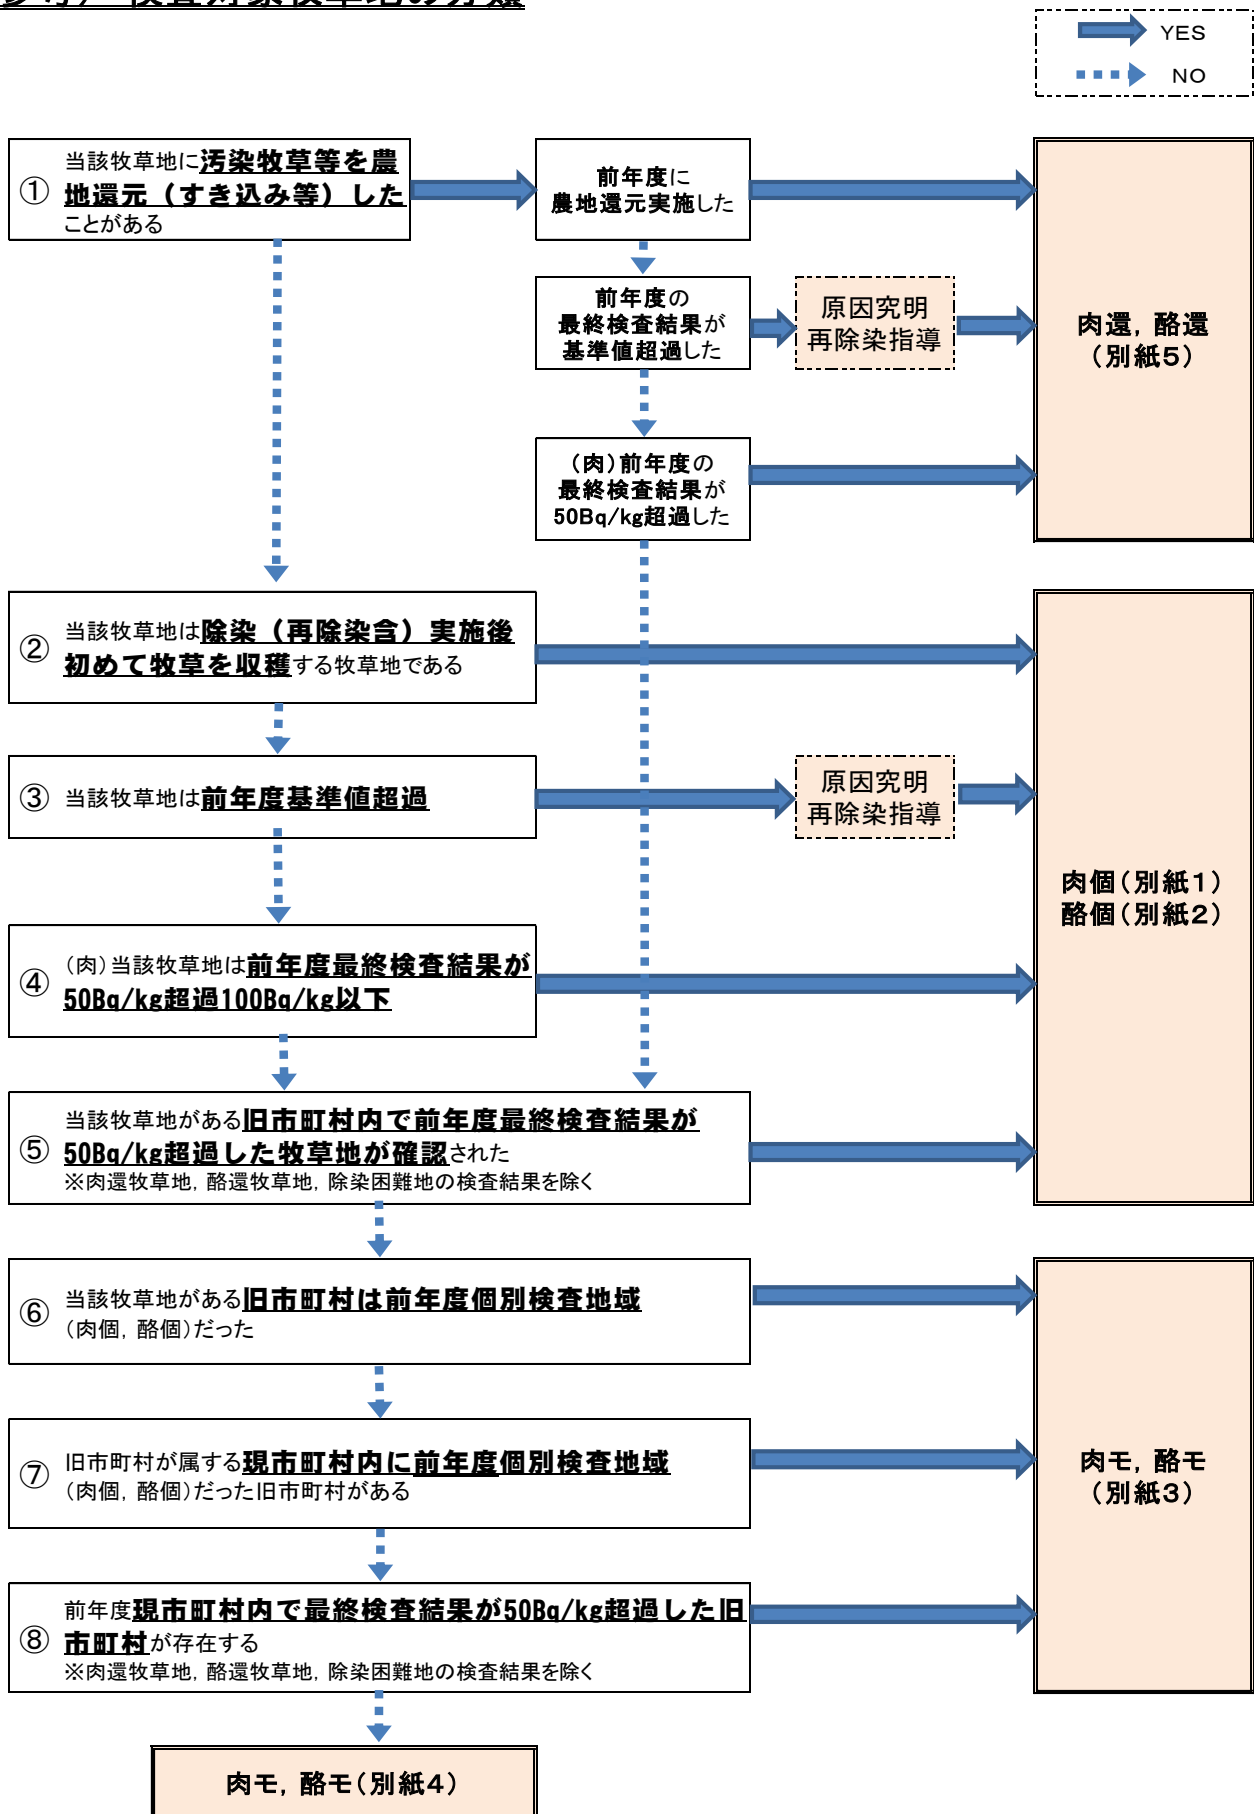 検査対象牧草地の分類
YES
NO
① 当該牧草地に汚染牧草等を農
地還元（すき込み等）した
ことがある
前年度に
農地還元実施した
前年度の
最終検査結果が
基準値超過した
原因究明
再除染指導
（肉）前年度の
最終検査結果が
50Bq/kg超過した
肉還，酪還
（別紙５）
② 当該牧草地は除染（再除染含）実施後
初めて牧草を収穫する牧草地である
③ 当該牧草地は前年度基準値超過
原因究明
再除染指導
④ （肉）当該牧草地は前年度最終検査結果が
50Bq/kg超過100Bq/kg以下
肉個（別紙１）
酪個（別紙２）
⑤ 当該牧草地がある旧市町村内で前年度最終検査結果が
50Bq/kg超過した牧草地が確認された
※肉還牧草地，酪還牧草地，除染困難地の検査結果を除く
⑥ 当該牧草地がある旧市町村は前年度個別検査地域
（肉個，酪個）だった
⑦ 旧市町村が属する現市町村内に前年度個別検査地域
（肉個，酪個）だった旧市町村がある
肉モ，酪モ
（別紙３）
⑧ 前年度現市町村内で最終検査結果が50Bq/kg超過した旧
市町村が存在する
※肉還牧草地，酪還牧草地，除染困難地の検査結果を除く
肉モ，酪モ（別紙４）